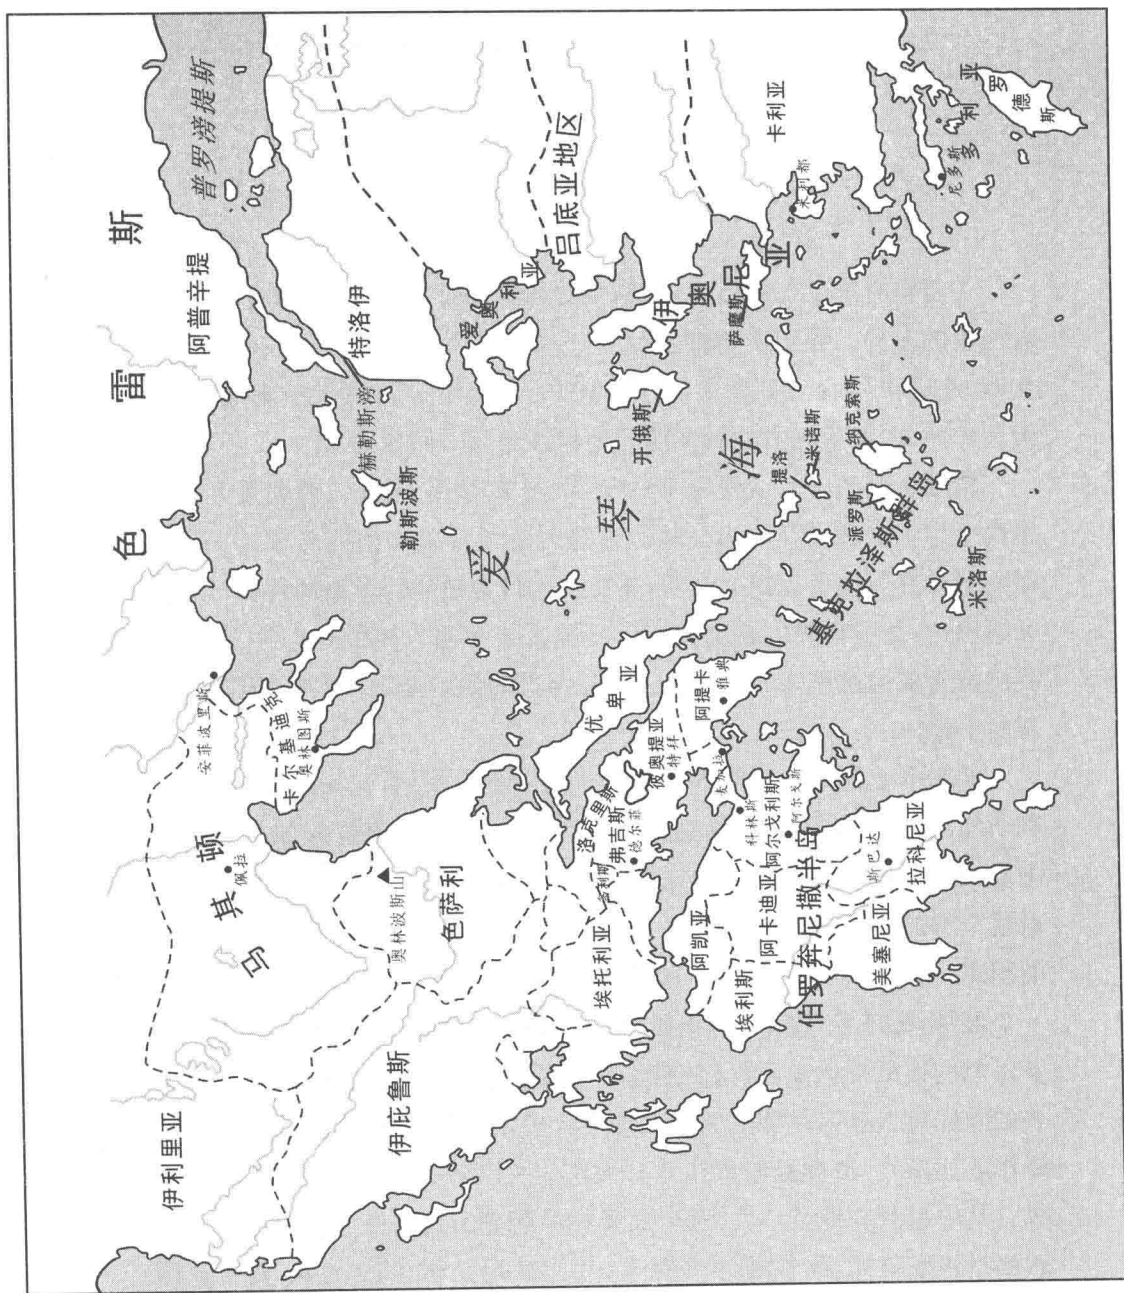 色雷斯
普罗滂提斯
阿普辛提
特洛伊
赫勒斯滂
勒斯波斯
爱奥利亚
吕底亚地区
卡利亚
伊奥尼亚
米利都
萨摩斯
开俄斯
爱琴海
提洛
米诺斯
纳克索斯
派罗斯
基克拉泽斯群岛
米洛斯
尼多斯
多利亚
罗德斯
安菲波里斯
卡尔基迪克
奥林图斯
马其顿
佩拉
奥林波斯山
色萨利
伊利里亚
伊庇鲁斯
埃托利亚
多利斯
洛克里斯
弗吉斯
德尔菲
优卑亚
彼奥提亚
特拜
阿提卡
雅典
麦加拉
科林斯
阿尔戈利斯
阿尔戈斯
阿凯亚
阿卡迪亚
埃利斯
伯罗奔尼撒半岛
斯巴达
拉科尼亚
美塞尼亚